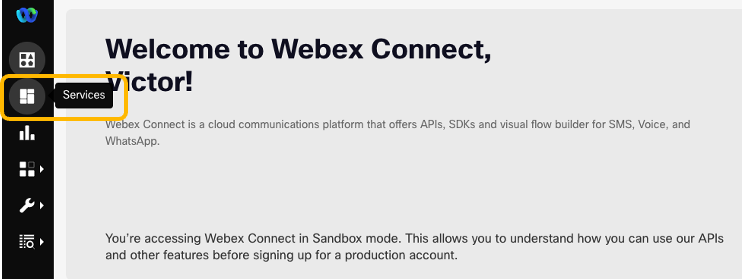 Welcome to Webex Connect,
Victor!
Services
Webex Connect is a cloud communications platform that offers APIs, SDKs and visual flow builder for SMS, Voice, and
WhatsApp.
You're accessing Webex Connect in Sandbox mode. This allows you to understand how you can use our APIs
and other features before signing up for a production account.